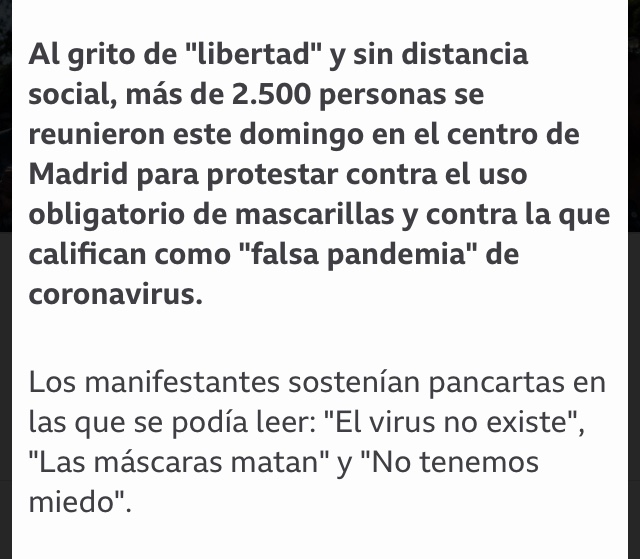 Al grito de "libertad" y sin distancia
social, más de 2.500 personas se
reunieron este domingo en el centro de
Madrid para protestar contra el uso
obligatorio de mascarillas y contra la que
califican como "falsa pandemia" de
coronavirus.
Los manifestantes sostenían pancartas en
las que se podía leer: "El virus no existe",
"Las máscaras matan" y "No tenemos
miedo".